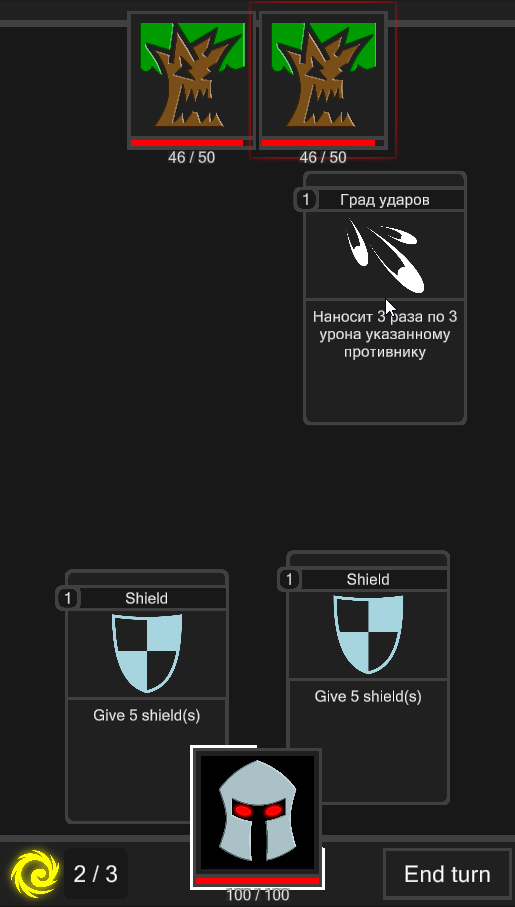 46 / 50
46 / 50
1
Град ударов
Наносит 3 раза по 3
урона указанному
противнику
1
Shield
Give 5 shield(s)
1
Shield
Give 5 shield(s)
2 / 3
100 / 100
End turn